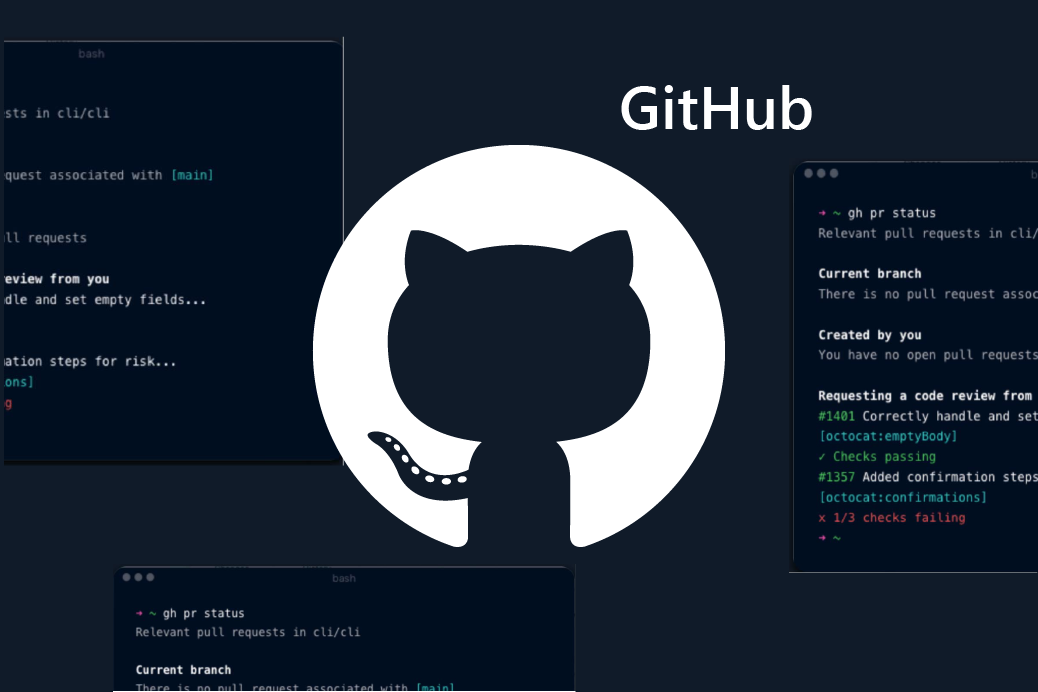 bash
sts in cli/cli
quest associated with [main]
ll requests
eview from you
dle and set empty fields...
ation steps for risk...
ons]
g
GitHub
b
→ ~ gh pr status
Relevant pull requests in cli/
Current branch
There is no pull request assoc
Created by you
You have no open pull requests
Requesting a code review from
#1401 Correctly handle and set
[octocat:emptyBody]
✓ Checks passing
#1357 Added confirmation steps
[octocat:confirmations]
x 1/3 checks failing
→ ~
bash
→ ~ gh pr status
Relevant pull requests in cli/cli
Current branch
There is no pull request associated with [main]